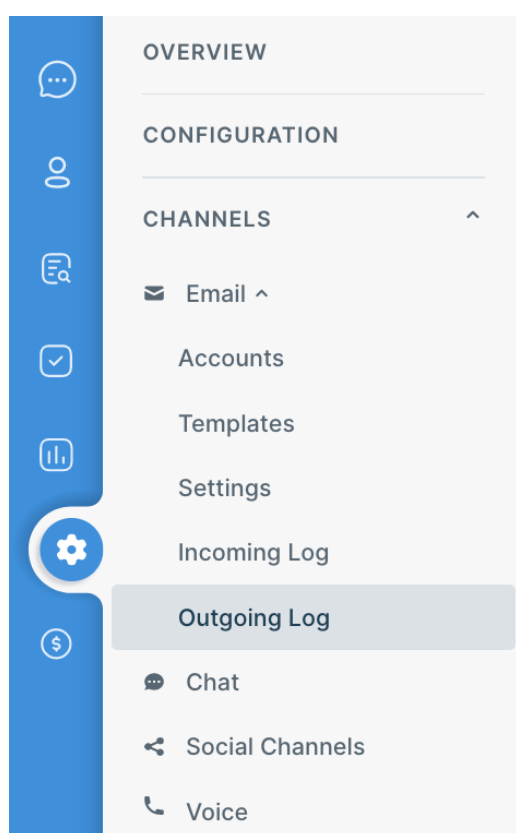 OVERVIEW
CONFIGURATION
CHANNELS
Email
Accounts
Templates
Settings
Incoming Log
Outgoing Log
Chat
Social Channels
Voice